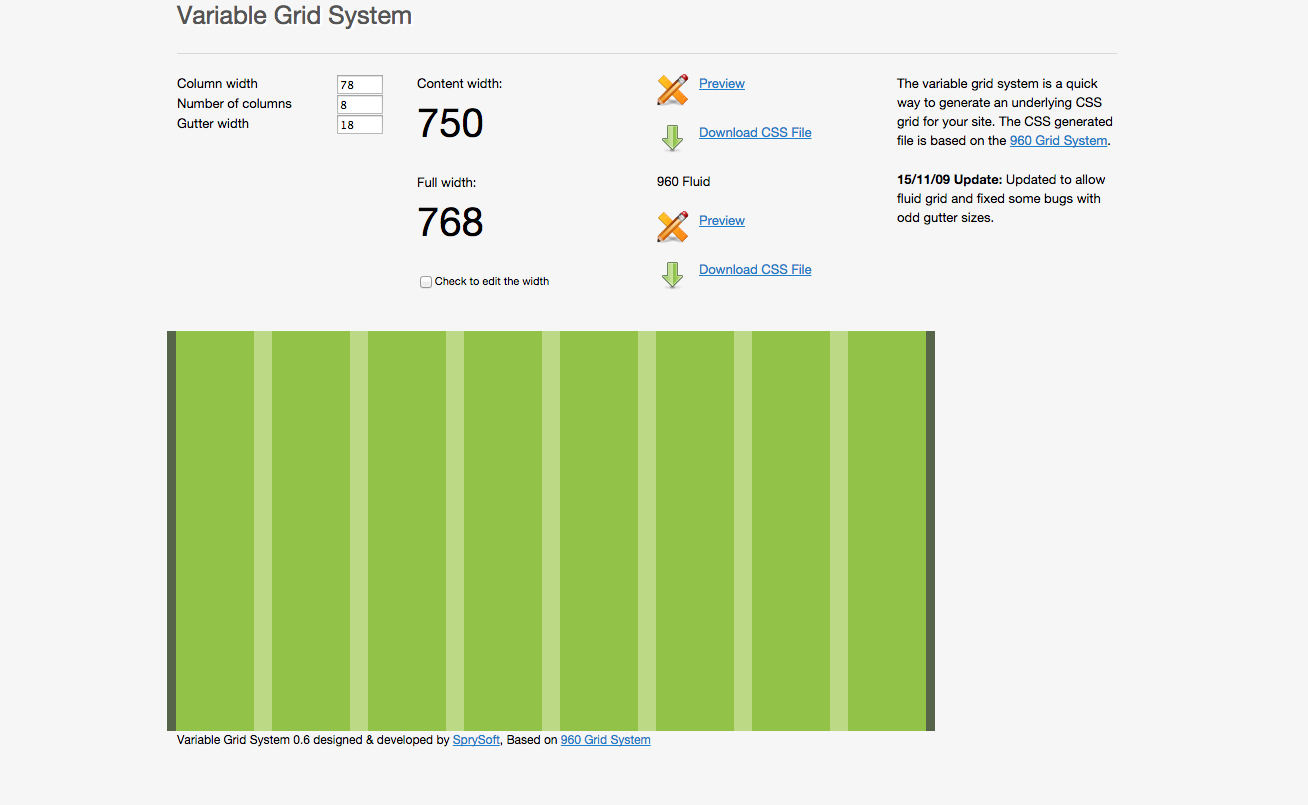 Variable Grid System
Column width 78
Number of columns 8
Gutter width 18
Content width:
750
Full width:
768
Check to edit the width
Preview
Download CSS File
960 Fluid
Preview
Download CSS File
The variable grid system is a quick
way to generate an underlying CSS
grid for your site. The CSS generated
file is based on the 960 Grid System.
15/11/09 Update: Updated to allow
fluid grid and fixed some bugs with
odd gutter sizes.
Variable Grid System 0.6 designed & developed by SprySoft, Based on 960 Grid System